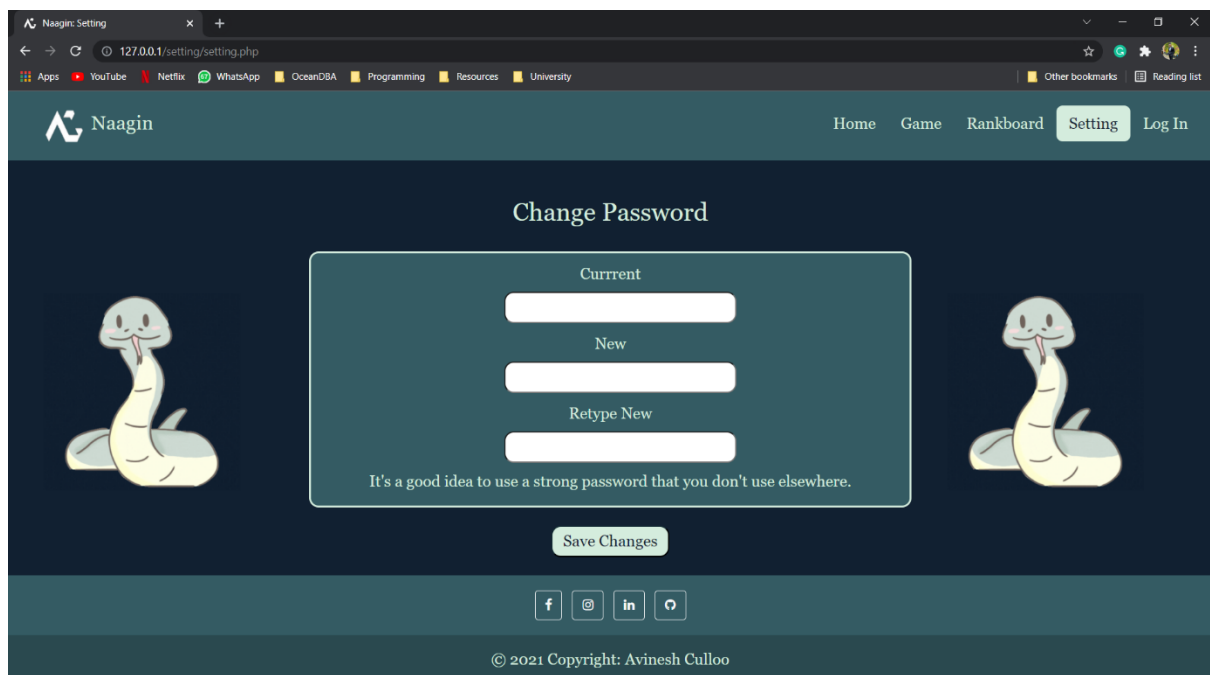 Naagin: Setting
127.0.0.1/setting/setting.php
Apps YouTube Netflix WhatsApp OceanDBA Programming Resources University Other bookmarks Reading list
Naagin Home Game Rankboard Setting Log In
Change Password
Currrent
New
Retype New
It's a good idea to use a strong password that you don't use elsewhere.
Save Changes
f in
© 2021 Copyright: Avinesh Culloo